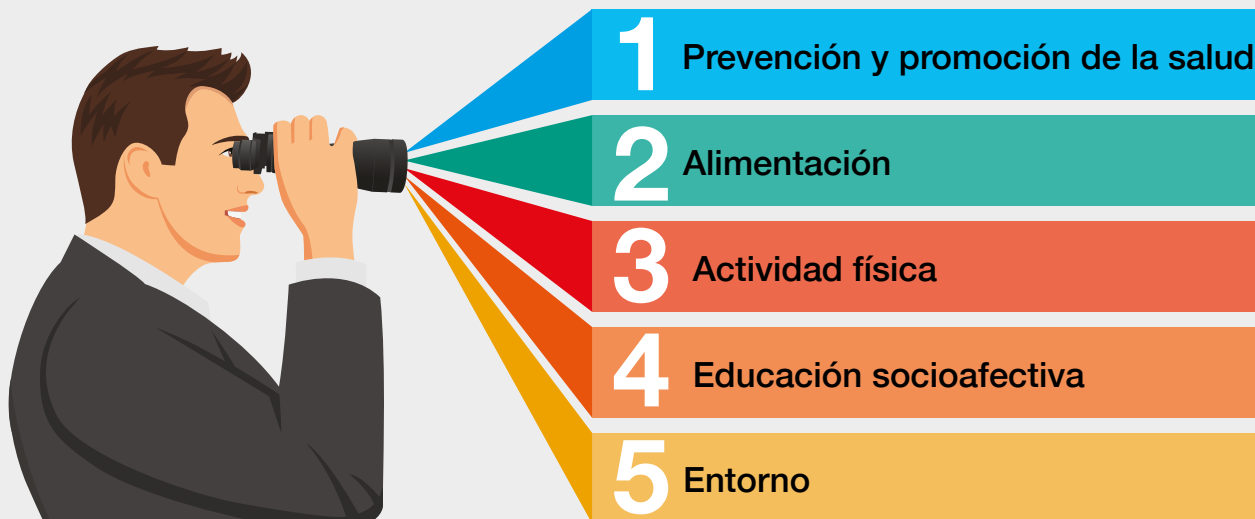 1 Prevención y promoción de la salud
2 Alimentación
3 Actividad física
4 Educación socioafectiva
5 Entorno